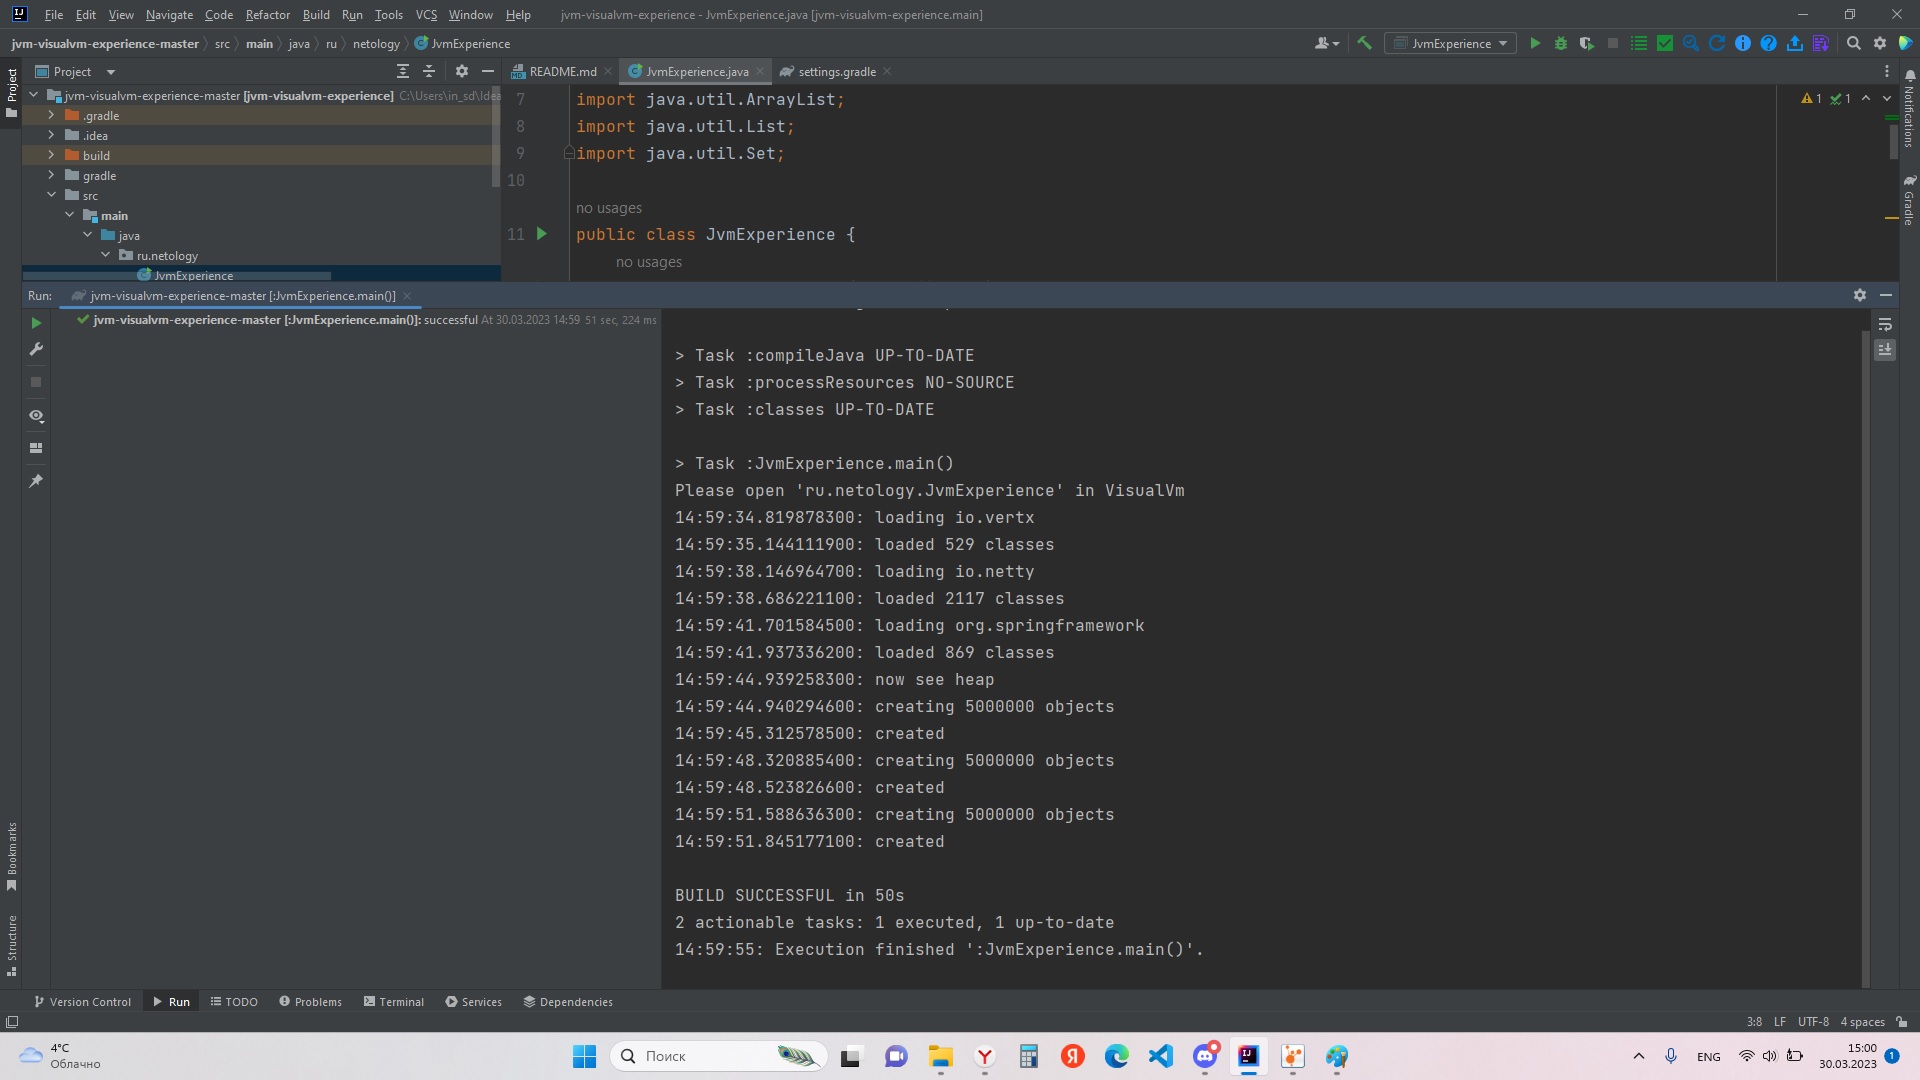 File Edit View Navigate Code Refactor Build Run Tools VCS Window Help jvm-visualvm-experience - JvmExperience.java [jvm-visualvm-experience.main]
jvm-visualvm-experience-master src main java ru netology JvmExperience JvmExperience
Project README.md JvmExperience.java settings.gradle
jvm-visualvm-experience-master [jvm-visualvm-experience] C:\Users\in_sd\Idea
.gradle
.idea
build
gradle
src
main
java
ru.netology
JvmExperience
7 import java.util.ArrayList;
8 import java.util.List;
9 import java.util.Set;
10
no usages
11 public class JvmExperience {
no usages
1 1
Project
Notifications
Gradle
Run: jvm-visualvm-experience-master [:JvmExperience.main()]
jvm-visualvm-experience-master [:JvmExperience.main()]: successful At 30.03.2023 14:59 51 sec, 224 ms
> Task :compileJava UP-TO-DATE
> Task :processResources NO-SOURCE
> Task :classes UP-TO-DATE
> Task :JvmExperience.main()
Please open 'ru.netology.JvmExperience' in VisualVm
14:59:34.819878300: loading io.vertx
14:59:35.144111900: loaded 529 classes
14:59:38.146964700: loading io.netty
14:59:38.686221100: loaded 2117 classes
14:59:41.701584500: loading org.springframework
14:59:41.937336200: loaded 869 classes
14:59:44.939258300: now see heap
14:59:44.940294600: creating 5000000 objects
14:59:45.312578500: created
14:59:48.320885400: creating 5000000 objects
14:59:48.523826600: created
14:59:51.588636300: creating 5000000 objects
14:59:51.845177100: created
BUILD SUCCESSFUL in 50s
2 actionable tasks: 1 executed, 1 up-to-date
14:59:55: Execution finished ':JvmExperience.main()'.
Bookmarks
Structure
Version Control Run TODO Problems Terminal Services Dependencies
3:8 LF UTF-8 4 spaces
4°C
Облачно
Поиск
ENG
15:00
30.03.2023
1